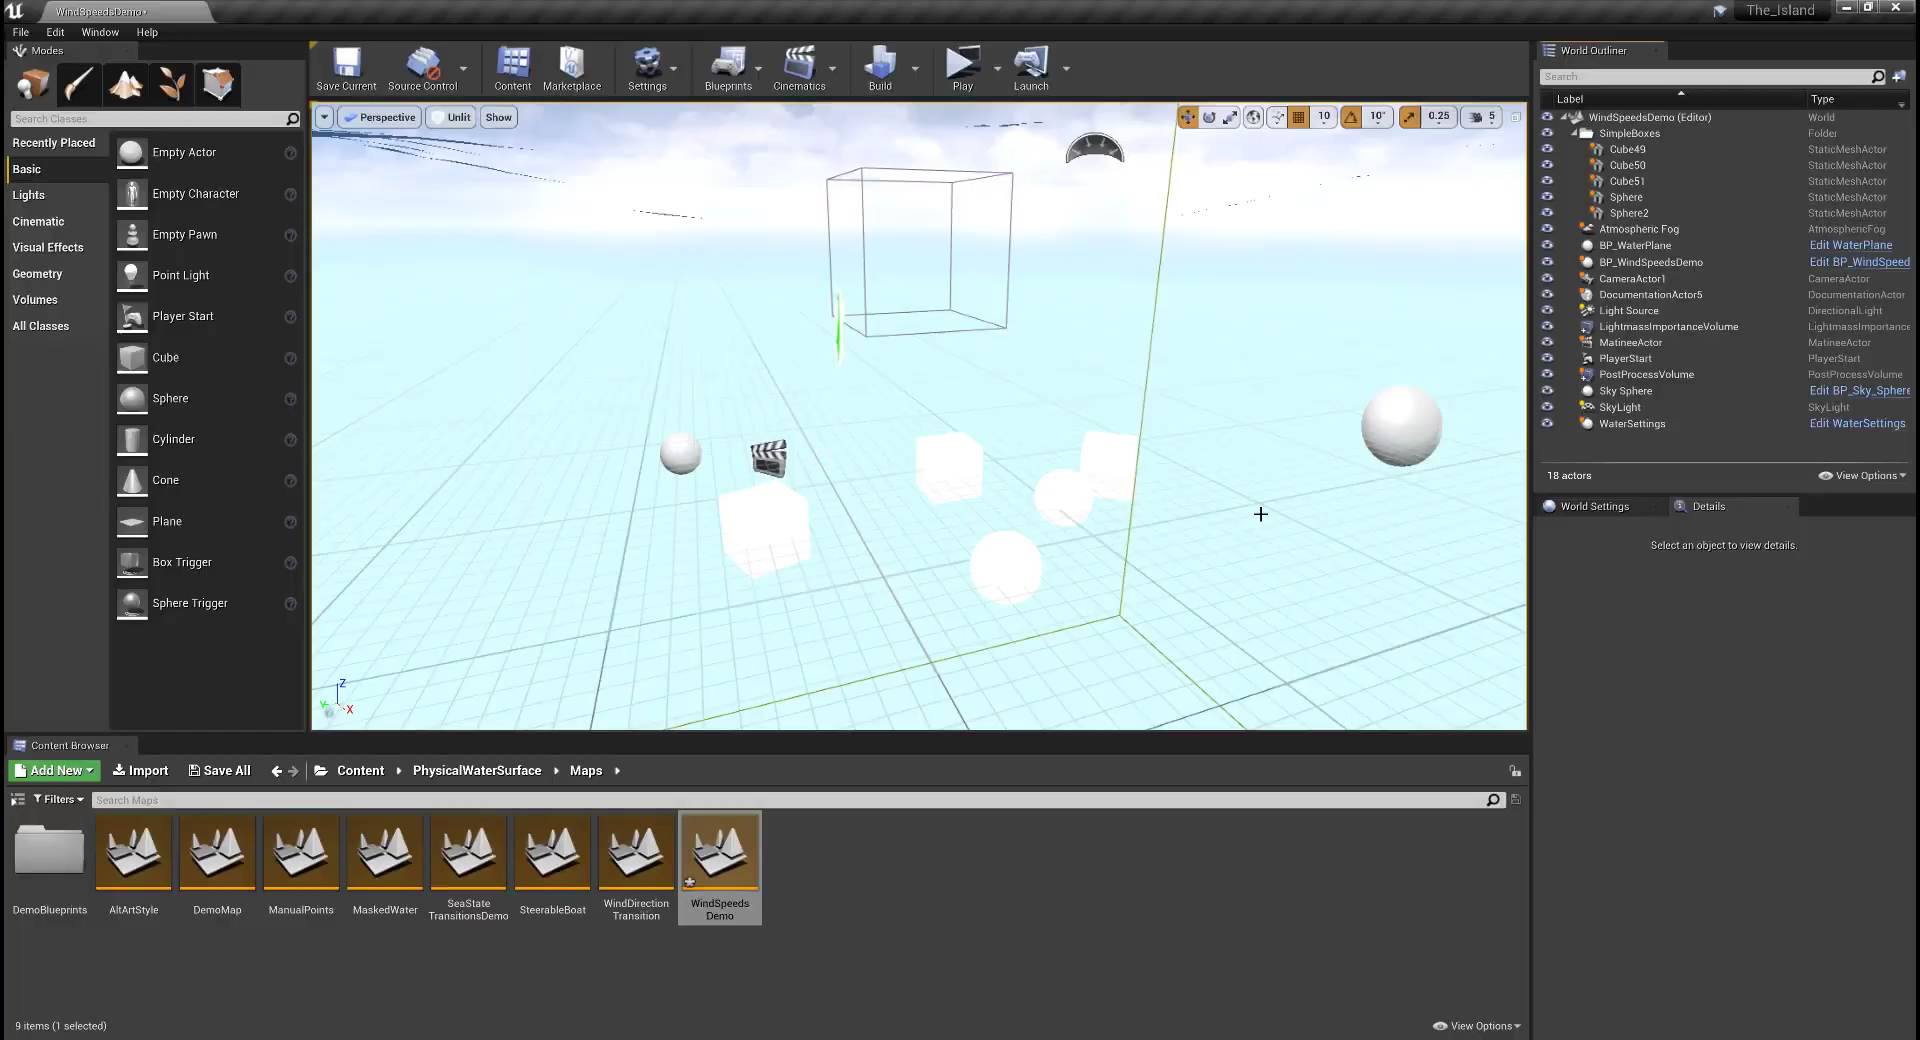 WindSpeedsDemo•
The_Island
File Edit Window Help
Modes
Search Classes
Recently Placed
Basic
Lights
Cinematic
Visual Effects
Geometry
Volumes
All Classes
Empty Actor
Empty Character
Empty Pawn
Point Light
Player Start
Cube
Sphere
Cylinder
Cone
Plane
Box Trigger
Sphere Trigger
Save Current Source Control Content Marketplace Settings Blueprints Cinematics Build Play Launch
Perspective Unlit Show
10 10° 0.25 5
Z
Y X
World Outliner
Search
Label Type
WindSpeedsDemo (Editor) World
SimpleBoxes Folder
Cube49 StaticMeshActor
Cube50 StaticMeshActor
Cube51 StaticMeshActor
Sphere StaticMeshActor
Sphere2 StaticMeshActor
Atmospheric Fog AtmosphericFog
BP_WaterPlane Edit WaterPlane
BP_WindSpeedsDemo Edit BP_WindSpeed
CameraActor1 CameraActor
DocumentationActor5 DocumentationActor
Light Source DirectionalLight
LightmassImportanceVolume LightmassImportance
MatineeActor MatineeActor
PlayerStart PlayerStart
PostProcessVolume PostProcessVolume
Sky Sphere Edit BP_Sky_Sphere
SkyLight SkyLight
WaterSettings Edit WaterSettings
18 actors View Options
World Settings Details
Select an object to view details.
Content Browser
Add New Import Save All Content PhysicalWaterSurface Maps
Filters Search Maps
DemoBlueprints
AltArtStyle
DemoMap
ManualPoints
MaskedWater
SeaState
TransitionsDemo
SteerableBoat
WindDirection
Transition
WindSpeeds
Demo
9 items (1 selected) View Options